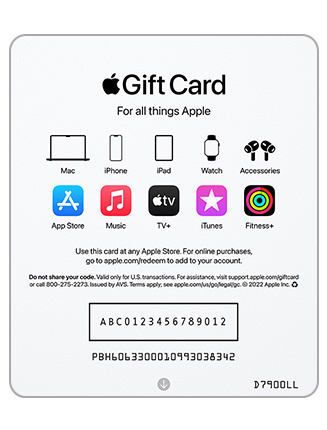 Gift Card
For all things Apple
Mac iPhone iPad Watch Accessories
tv
App Store Music TV+ iTunes Fitness+
Use this card at any Apple Store. For online purchases,
go to apple.com/redeem to add to your account.
Do not share your code. Valid only for U.S. transactions. For assistance, visit support.apple.com/giftcard
or call 800-275-2273. Issued by AVS. Terms apply; see apple.com/us/go/legal/gc. © 2022 Apple Inc.
ABC0123456789012
PBH6063300010993038342
D7900LL